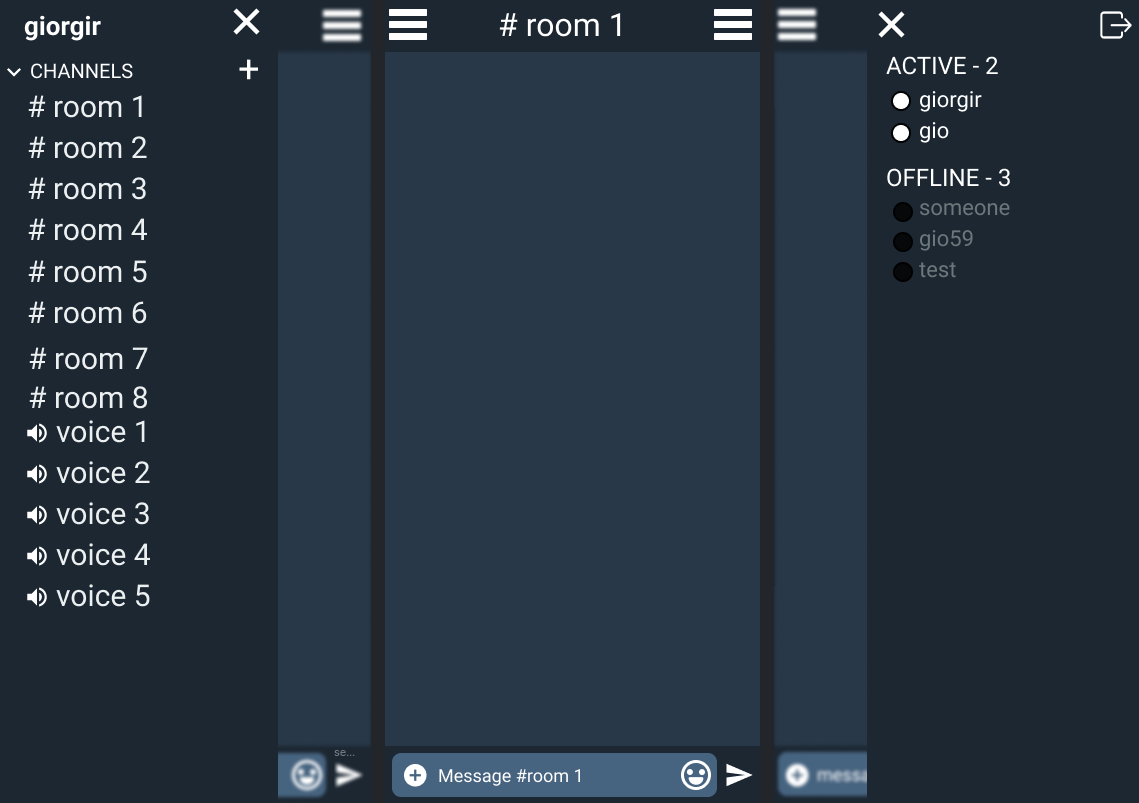 giorgir
CHANNELS
# room 1
# room 2
# room 3
# room 4
# room 5
# room 6
# room 7
# room 8
voice 1
voice 2
voice 3
voice 4
voice 5
se...
# room 1
Message #room 1
messa
ACTIVE - 2
giorgir
gio
OFFLINE - 3
someone
gio59
test